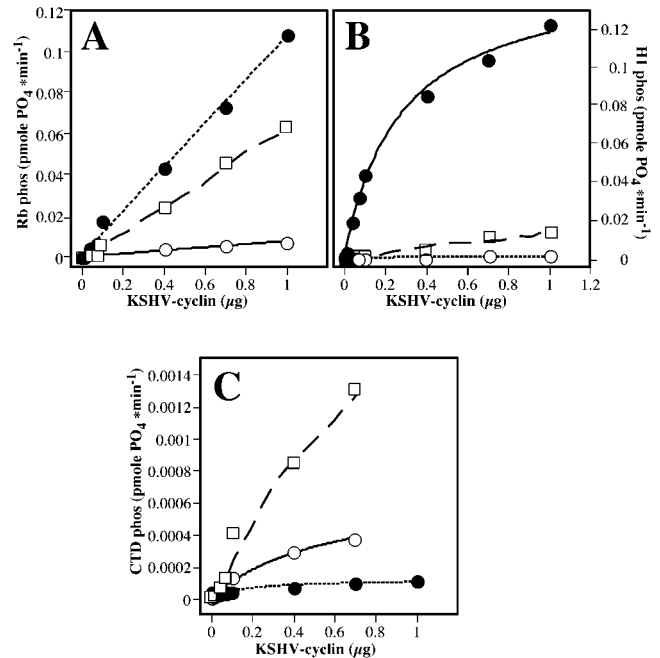 A
0.12
0.1
0.08
0.06
0.04
0.02
0
Rb phos (pmole PO4 *min-1)
0 0.2 0.4 0.6 0.8 1
KSHV-cyclin (µg)
B
0.12
0.1
0.08
0.06
0.04
0.02
0
H1 phos (pmole PO4 *min-1)
0 0.2 0.4 0.6 0.8 1 1.2
KSHV-cyclin (µg)
C
0.0014
0.0012
0.001
0.0008
0.0006
0.0004
0.0002
0
CTD phos (pmole PO4 *min-1)
0 0.2 0.4 0.6 0.8 1
KSHV-cyclin (µg)